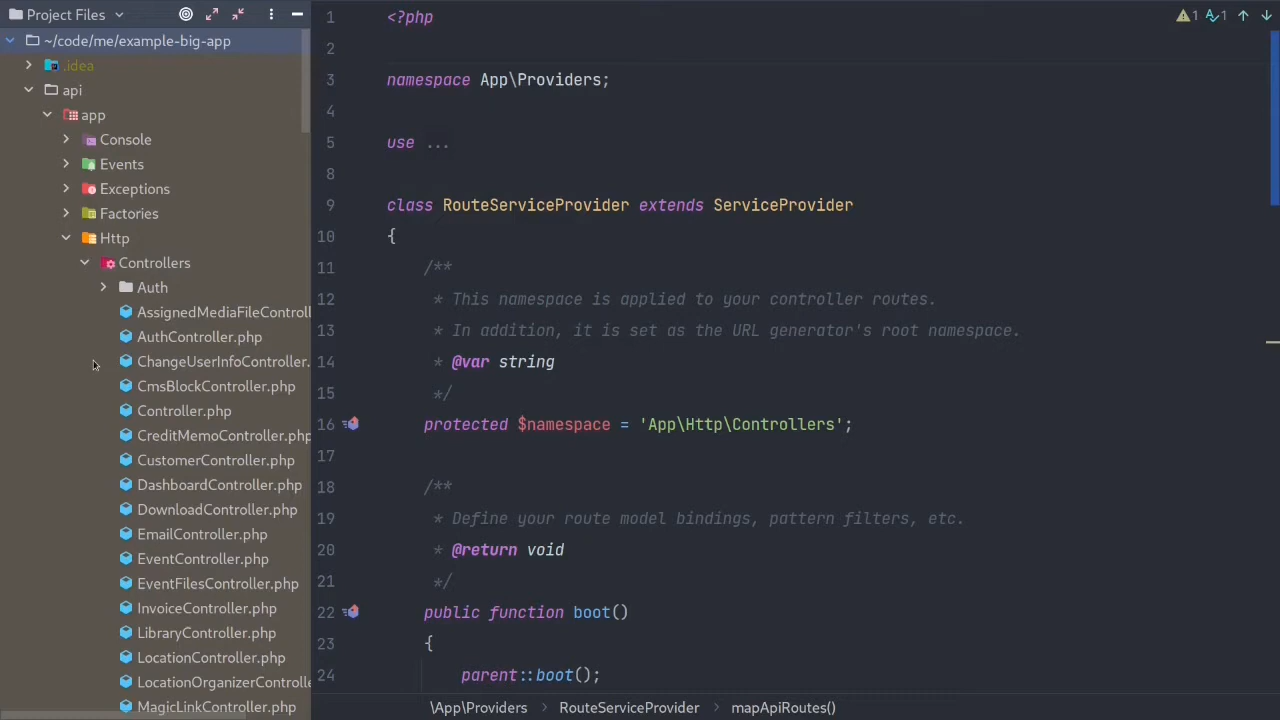 Project Files
~/code/me/example-big-app
.idea
api
app
Console
Events
Exceptions
Factories
Http
Controllers
Auth
AssignedMediaFileControll
AuthController.php
ChangeUserInfoController.
CmsBlockController.php
Controller.php
CreditMemoController.php
CustomerController.php
DashboardController.php
DownloadController.php
EmailController.php
EventController.php
EventFilesController.php
InvoiceController.php
LibraryController.php
LocationController.php
LocationOrganizerControlle
MagicLinkController.php
1 <?php
2
3 namespace App\Providers;
4
5 use ...
8
9 class RouteServiceProvider extends ServiceProvider
10 {
11 /**
12 * This namespace is applied to your controller routes.
13 * In addition, it is set as the URL generator's root namespace.
14 * @var string
15 */
16 protected $namespace = 'App\Http\Controllers';
17
18 /**
19 * Define your route model bindings, pattern filters, etc.
20 * @return void
21 */
22 public function boot()
23 {
24 parent::boot();
1 1
\App\Providers > RouteServiceProvider > mapApiRoutes()